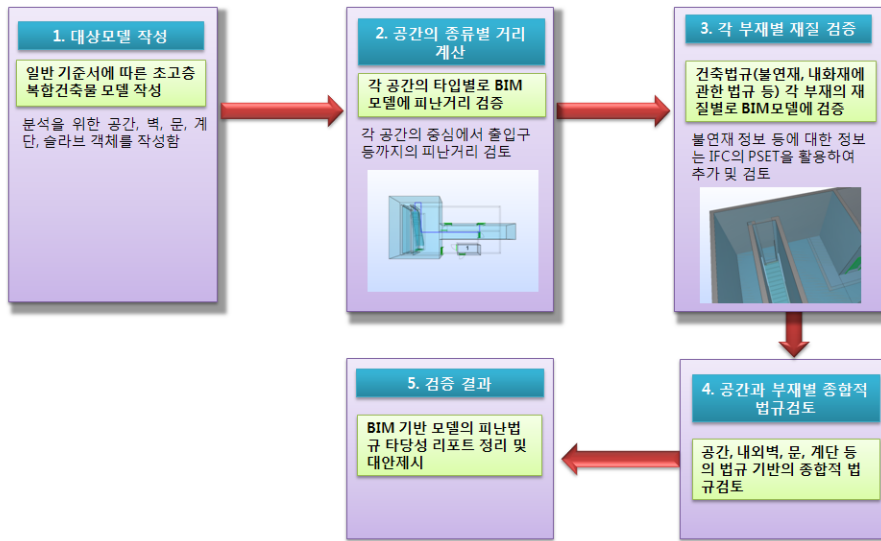 1. 대상모델 작성
일반 기준서에 따른 초고층
복합건축물 모델 작성
분석을 위한 공간, 벽, 문, 계
단, 슬라브 객체를 작성함
2. 공간의 종류별 거리
계산
각 공간의 타입별로 BIM
모델에 피난거리 검증
각 공간의 중심에서 출입구
등까지의 피난거리 검토
3. 각 부재별 재질 검증
건축법규(불연재, 내화재에
관한 법규 등) 각 부재의 재
질별로 BIM모델에 검증
불연재 정보 등에 대한 정보
는 IFC의 PSET을 활용하여
추가 및 검토
4. 공간과 부재별 종합적
법규검토
공간, 내외벽, 문, 계단 등
의 법규 기반의 종합적 법
규검토
5. 검증 결과
BIM 기반 모델의 피난법
규 타당성 리포트 정리 및
대안제시